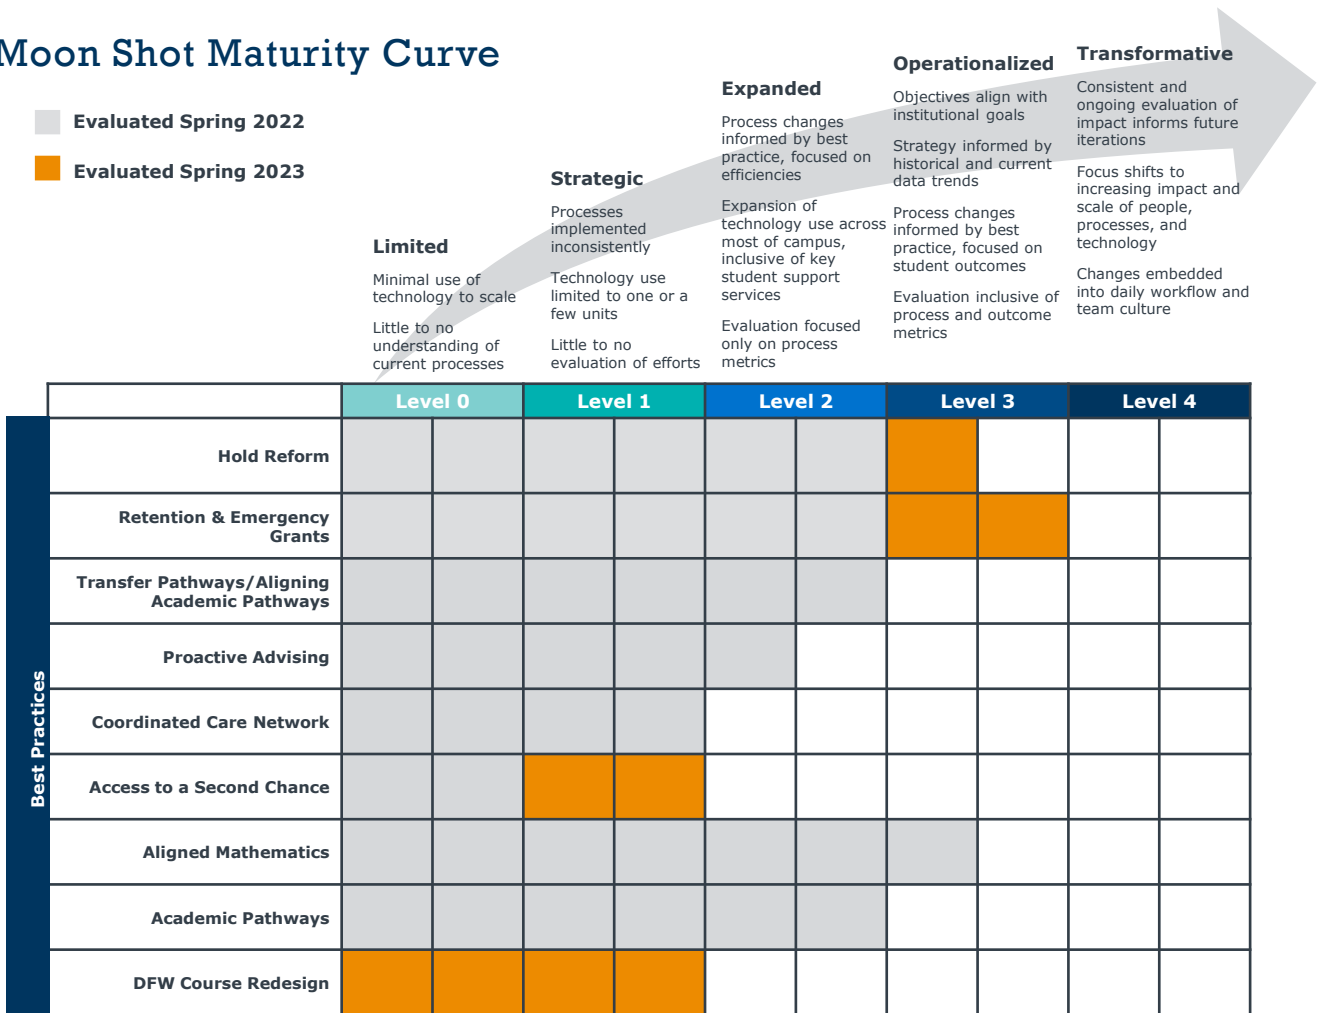 Moon Shot Maturity Curve
Evaluated Spring 2022
Evaluated Spring 2023
Limited
Minimal use of
technology to scale
Little to no
understanding of
current processes
Strategic
Processes
implemented
inconsistently
Technology use
limited to one or a
few units
Little to no
evaluation of efforts
Expanded
Process changes
informed by best
practice, focused on
efficiencies
Expansion of
technology use across
most of campus,
inclusive of key
student support
services
Evaluation focused
only on process
metrics
Operationalized
Objectives align with
institutional goals
Strategy informed by
historical and current
data trends
Process changes
informed by best
practice, focused on
student outcomes
Evaluation inclusive of
process and outcome
metrics
Transformative
Consistent and
ongoing evaluation of
impact informs future
iterations
Focus shifts to
increasing impact and
scale of people,
processes, and
technology
Changes embedded
into daily workflow and
team culture
Level 0
Level 1
Level 2
Level 3
Level 4
Best Practices
Hold Reform
Retention & Emergency
Grants
Transfer Pathways/Aligning
Academic Pathways
Proactive Advising
Coordinated Care Network
Access to a Second Chance
Aligned Mathematics
Academic Pathways
DFW Course Redesign